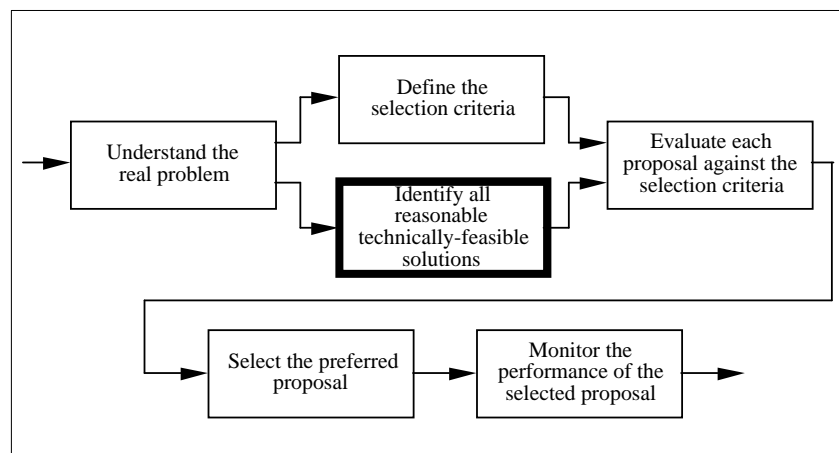 Define the
selection criteria
Understand the
real problem
Identify all
reasonable
technically-feasible
solutions
Evaluate each
proposal against the
selection criteria
Select the preferred
proposal
Monitor the
performance of the
selected proposal